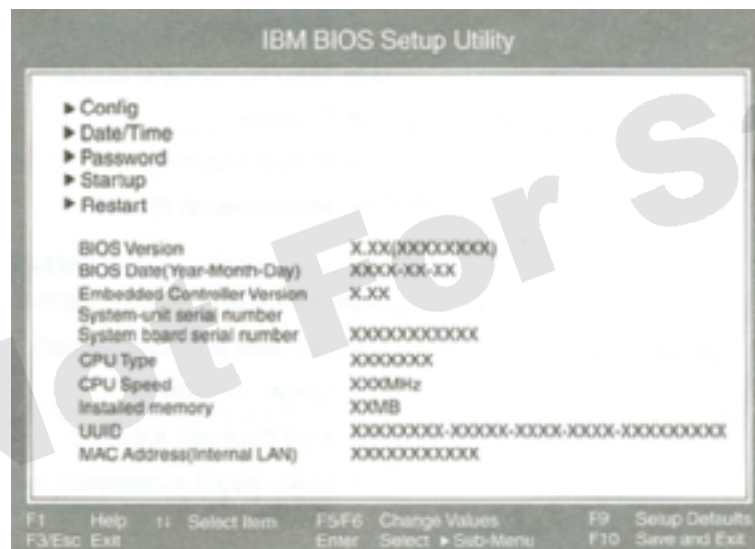 IBM BIOS Setup Utility
► Config
► Date/Time
► Password
► Startup
► Restart
BIOS Version X.XX(XXXXXXXX)
BIOS Date(Year-Month-Day) XXXX-XX-XX
Embedded Controller Version X.XX
System-unit serial number
System board serial number XXXXXXXXXXX
CPU Type XXXXXXX
CPU Speed XXXMHz
Installed memory XXMB
UUID XXXXXXXX-XXXXX-XXXX-XXXX-XXXXXXXXX
MAC Address(Internal LAN) XXXXXXXXXXX
F1 Help ↑↓ Select Item F5/F6 Change Values F9 Setup Defaults
F3/Esc Exit Enter Select ► Sub-Menu F10 Save and Exit
Not For S